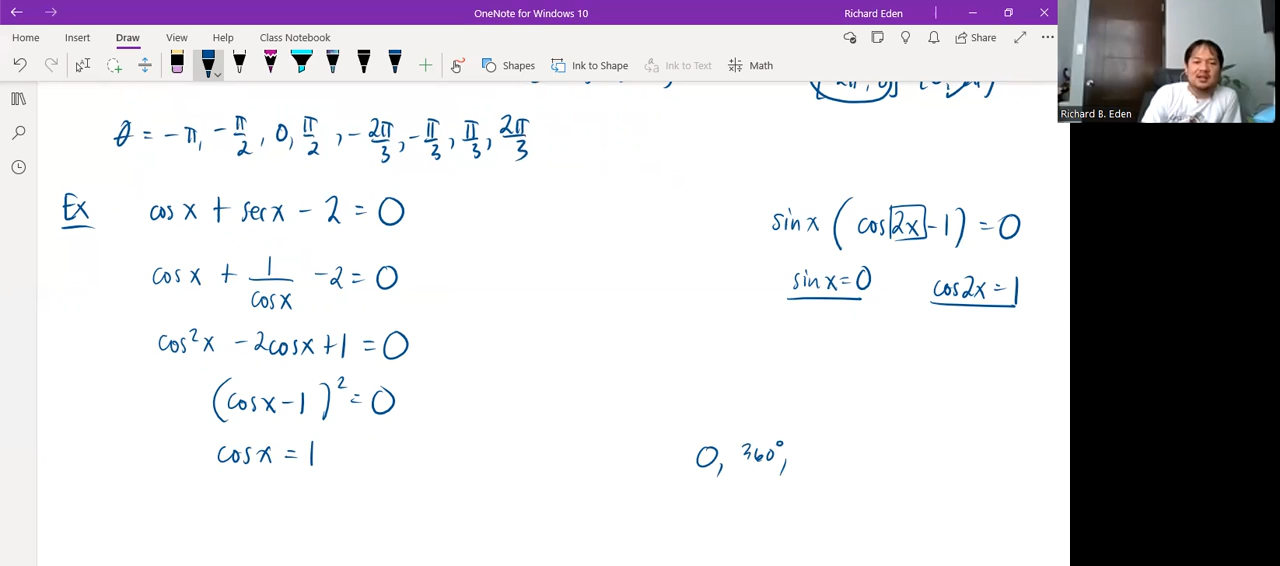 OneNote for Windows 10
Richard Eden
Home Insert Draw View Help Class Notebook
Share
Shapes Ink to Shape Ink to Text Math
Richard B. Eden
θ = -π, -π/2, 0, π/2, -2π/3, -π/3, π/3, 2π/3
Ex cos x + sec x - 2 = 0
cos x + 1/cos x - 2 = 0
cos²x - 2cos x + 1 = 0
(cos x - 1)² = 0
cos x = 1
sin x (cos 2x - 1) = 0
sin x = 0 cos 2x = 1
0, 360°,